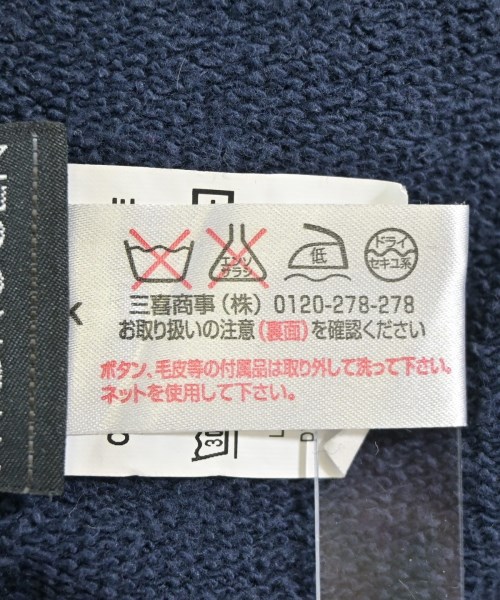 エンソ
サラシ
低
ドライ
セキユ系
三喜商事(株) 0120-278-278
お取り扱いの注意(裏面)を確認ください
ボタン、毛皮等の付属品は取り外して洗って下さい。
ネットを使用して下さい。
K
30